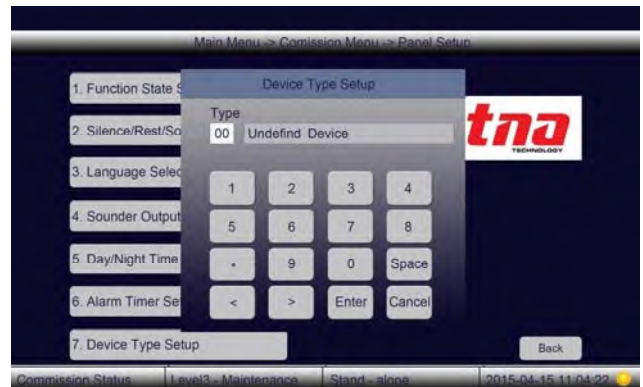 Main Menu -> Comission Menu -> Panel Setup
Device Type Setup
1. Function State S
Type
00 Undefind Device
2. Silence/Rest/So
tna
TECHNOLOGY
3. Language Selec
1 2 3 4
4. Sounder Output
5 6 7 8
5. Day/Night Time
. 9 0 Space
6. Alarm Timer Set
< > Enter Cancel
7. Device Type Setup
Back
Commission Status Level3 - Maintenance Stand - alone 2015-04-15 11:04:22